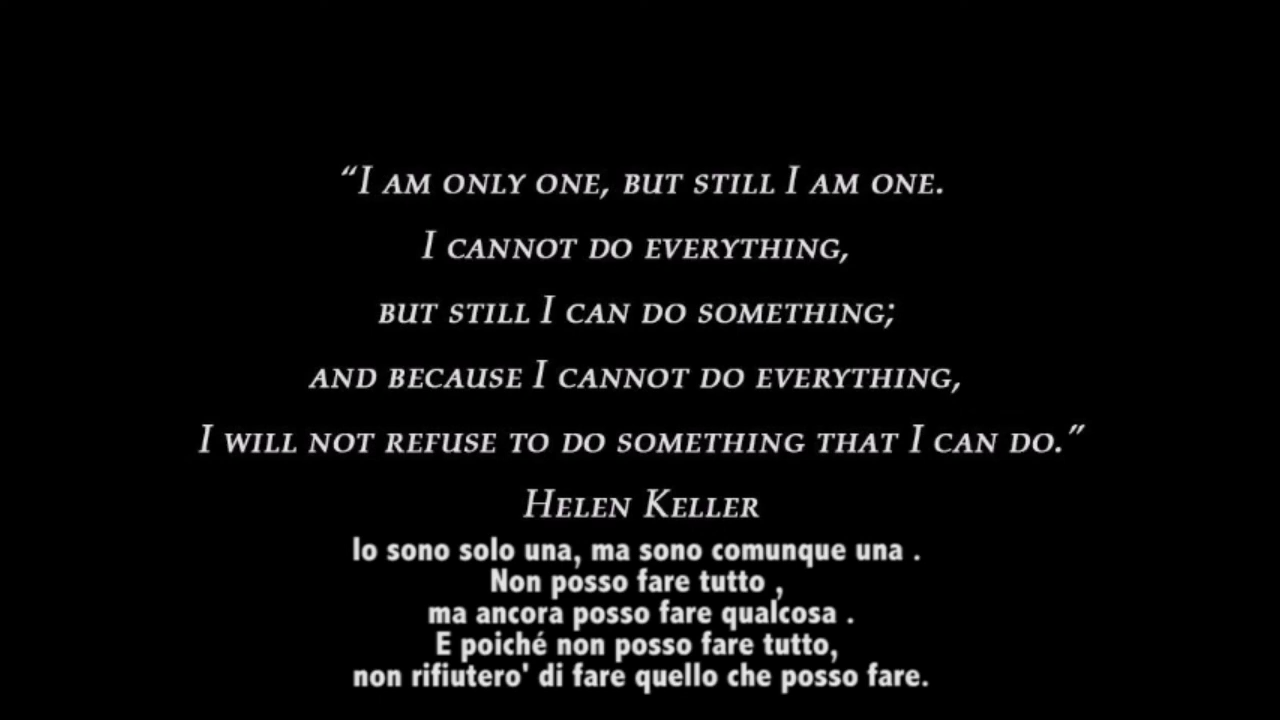 “I AM ONLY ONE, BUT STILL I AM ONE.
I CANNOT DO EVERYTHING,
BUT STILL I CAN DO SOMETHING;
AND BECAUSE I CANNOT DO EVERYTHING,
I WILL NOT REFUSE TO DO SOMETHING THAT I CAN DO.”
HELEN KELLER
Io sono solo una, ma sono comunque una .
Non posso fare tutto ,
ma ancora posso fare qualcosa .
E poiché non posso fare tutto,
non rifiutero' di fare quello che posso fare.